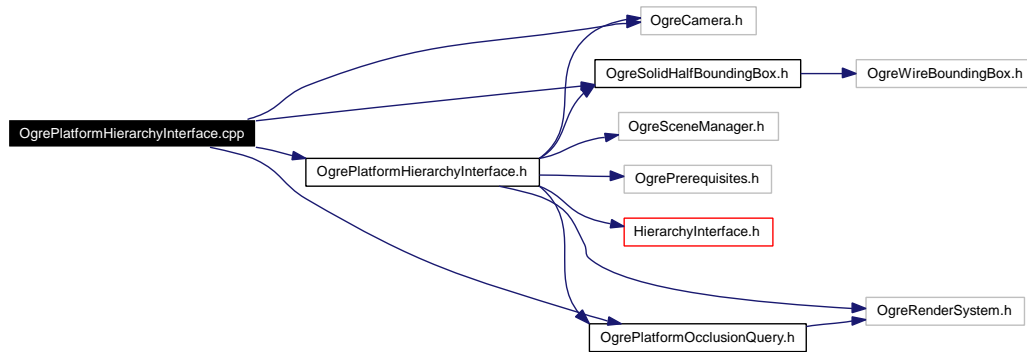 OgreCamera.h
OgreSolidHalfBoundingBox.h
OgreWireBoundingBox.h
OgreSceneManager.h
OgrePlatformHierarchyInterface.cpp
OgrePlatformHierarchyInterface.h
OgrePrerequisites.h
HierarchyInterface.h
OgreRenderSystem.h
OgrePlatformOcclusionQuery.h